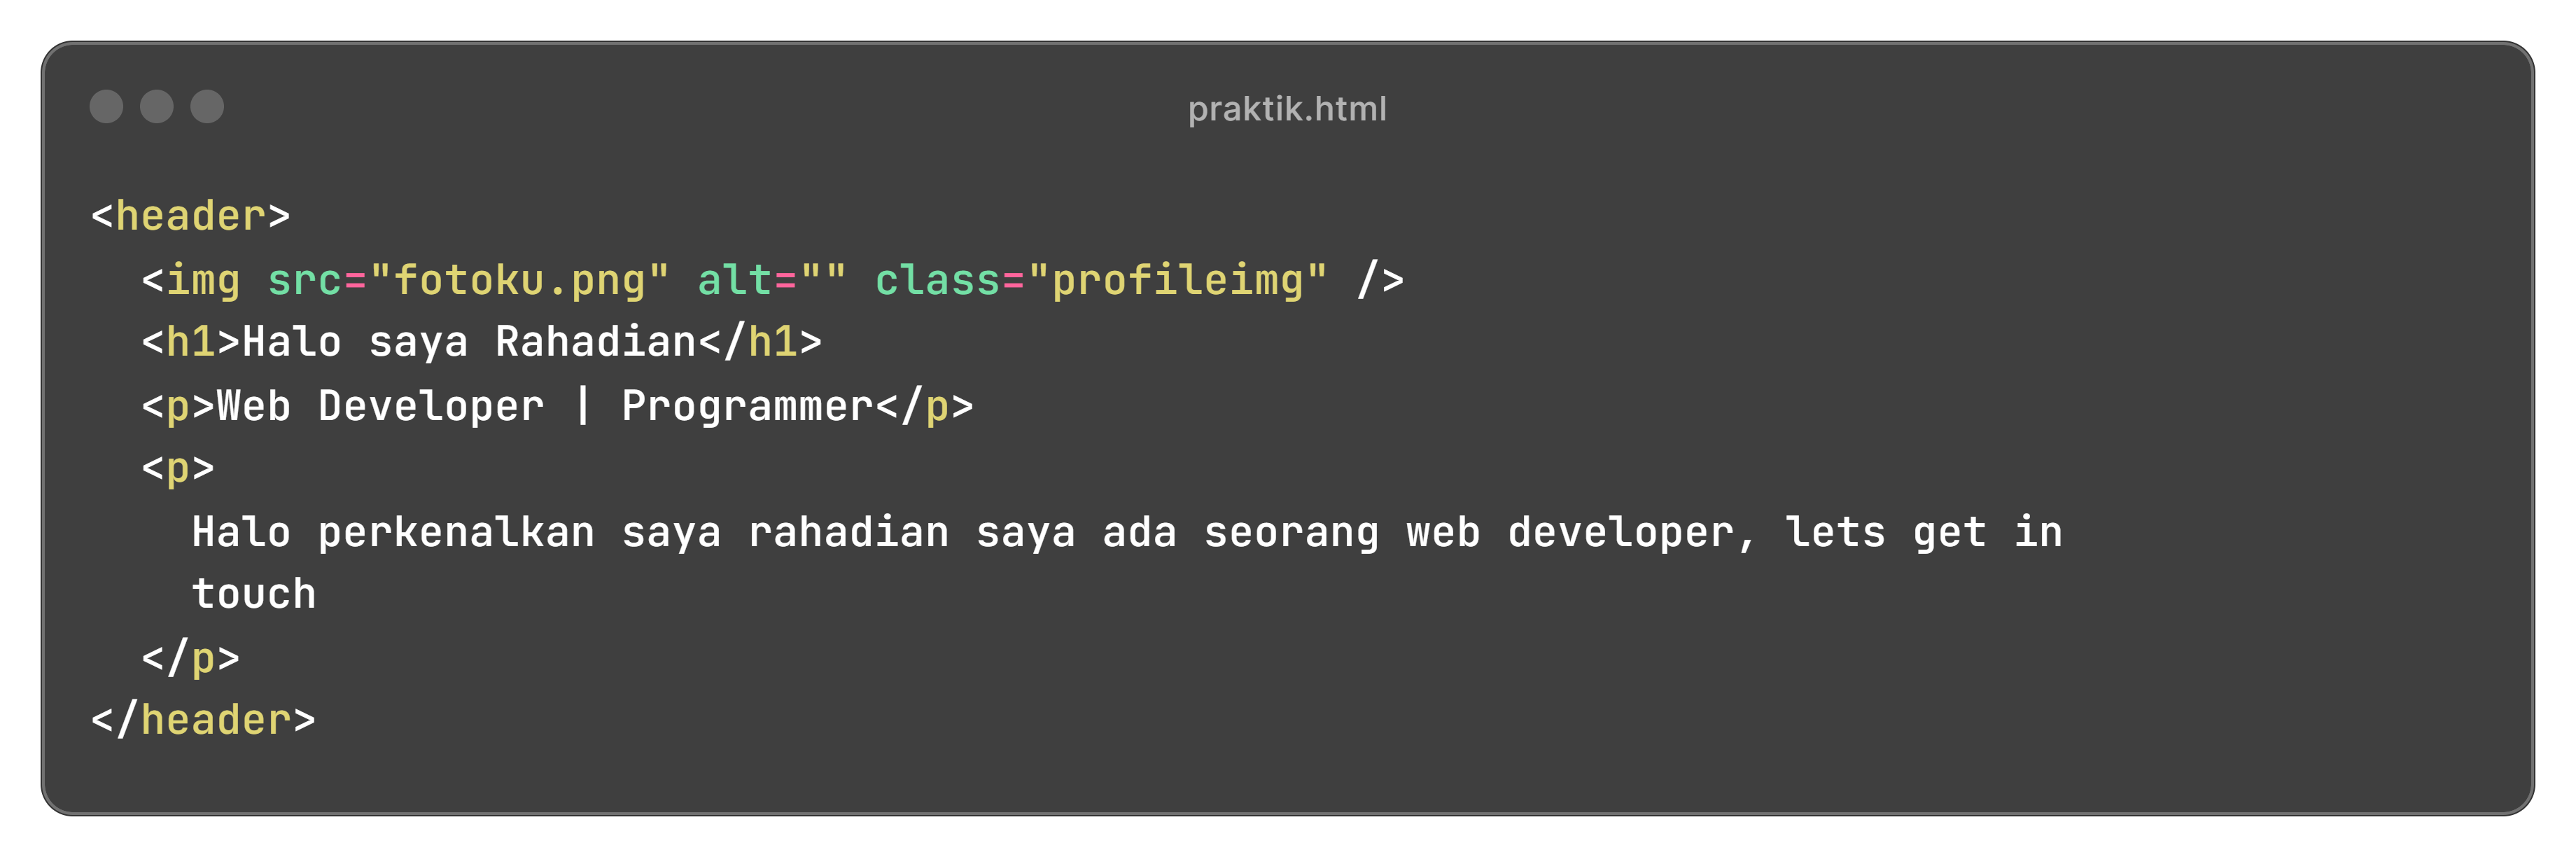 praktik.html
<header>
  <img src="fotoku.png" alt="" class="profileimg" />
  <h1>Halo saya Rahadian</h1>
  <p>Web Developer | Programmer</p>
  <p>
    Halo perkenalkan saya rahadian saya ada seorang web developer, lets get in
    touch
  </p>
</header>